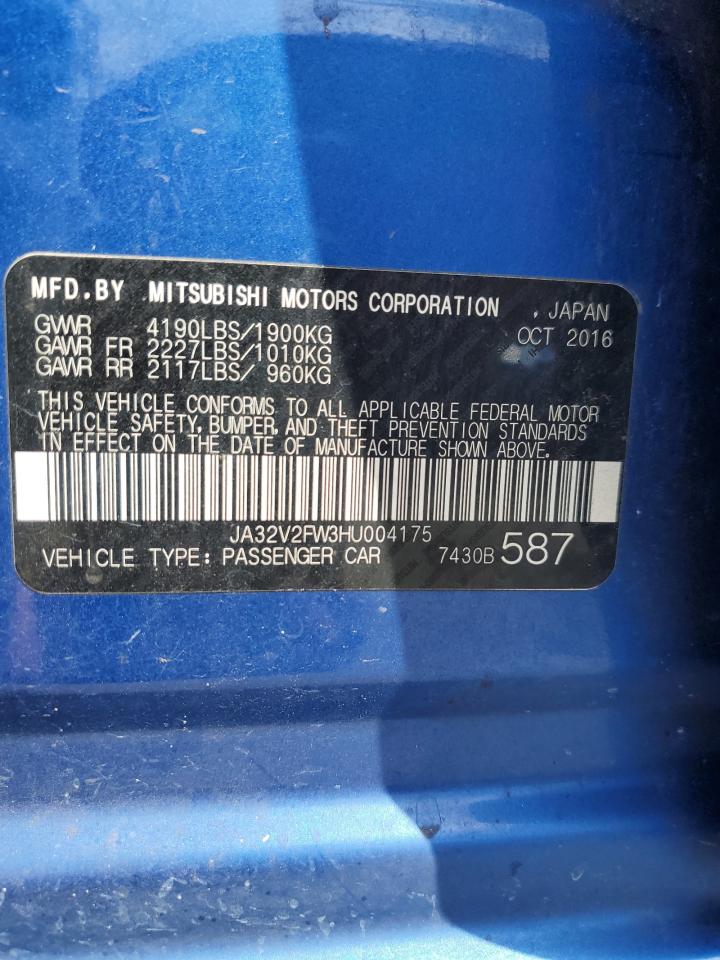 MFD.BY MITSUBISHI MOTORS CORPORATION , JAPAN
GVWR 4190LBS/1900KG OCT 2016
GAWR FR 2227LBS/1010KG
GAWR RR 2117LBS/ 960KG
THIS VEHICLE CONFORMS TO ALL APPLICABLE FEDERAL MOTOR
VEHICLE SAFETY, BUMPER, AND THEFT PREVENTION STANDARDS
IN EFFECT ON THE DATE OF MANUFACTURE SHOWN ABOVE.
JA32V2FW3HU004175
VEHICLE TYPE: PASSENGER CAR 7430B 587